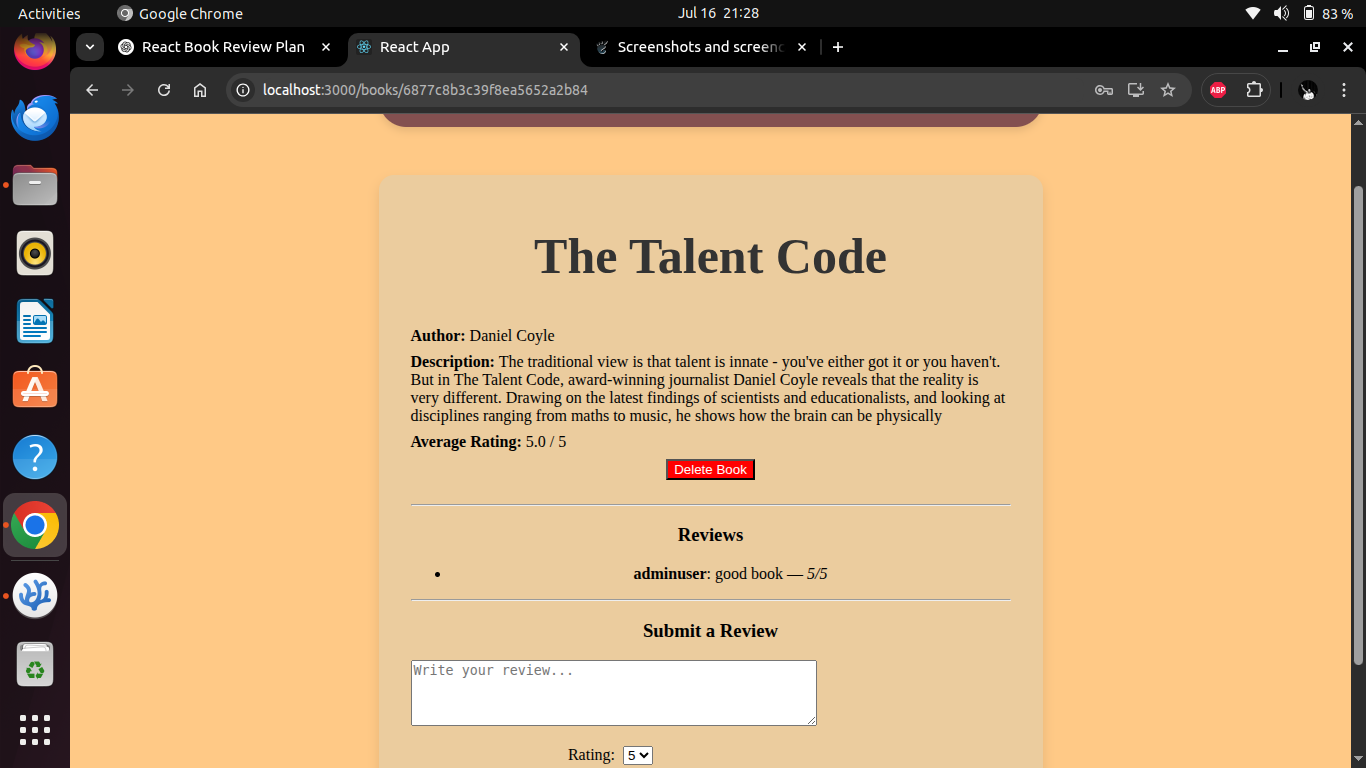 Activities
Google Chrome
Jul 16 21:28
83 %
React Book Review Plan
React App
Screenshots and screenc
localhost:3000/books/6877c8b3c39f8ea5652a2b84
ABP
The Talent Code
Author: Daniel Coyle
Description: The traditional view is that talent is innate - you've either got it or you haven't.
But in The Talent Code, award-winning journalist Daniel Coyle reveals that the reality is
very different. Drawing on the latest findings of scientists and educationalists, and looking at
disciplines ranging from maths to music, he shows how the brain can be physically
Average Rating: 5.0 / 5
Delete Book
Reviews
• adminuser: good book — 5/5
Submit a Review
Write your review...
Rating: 5